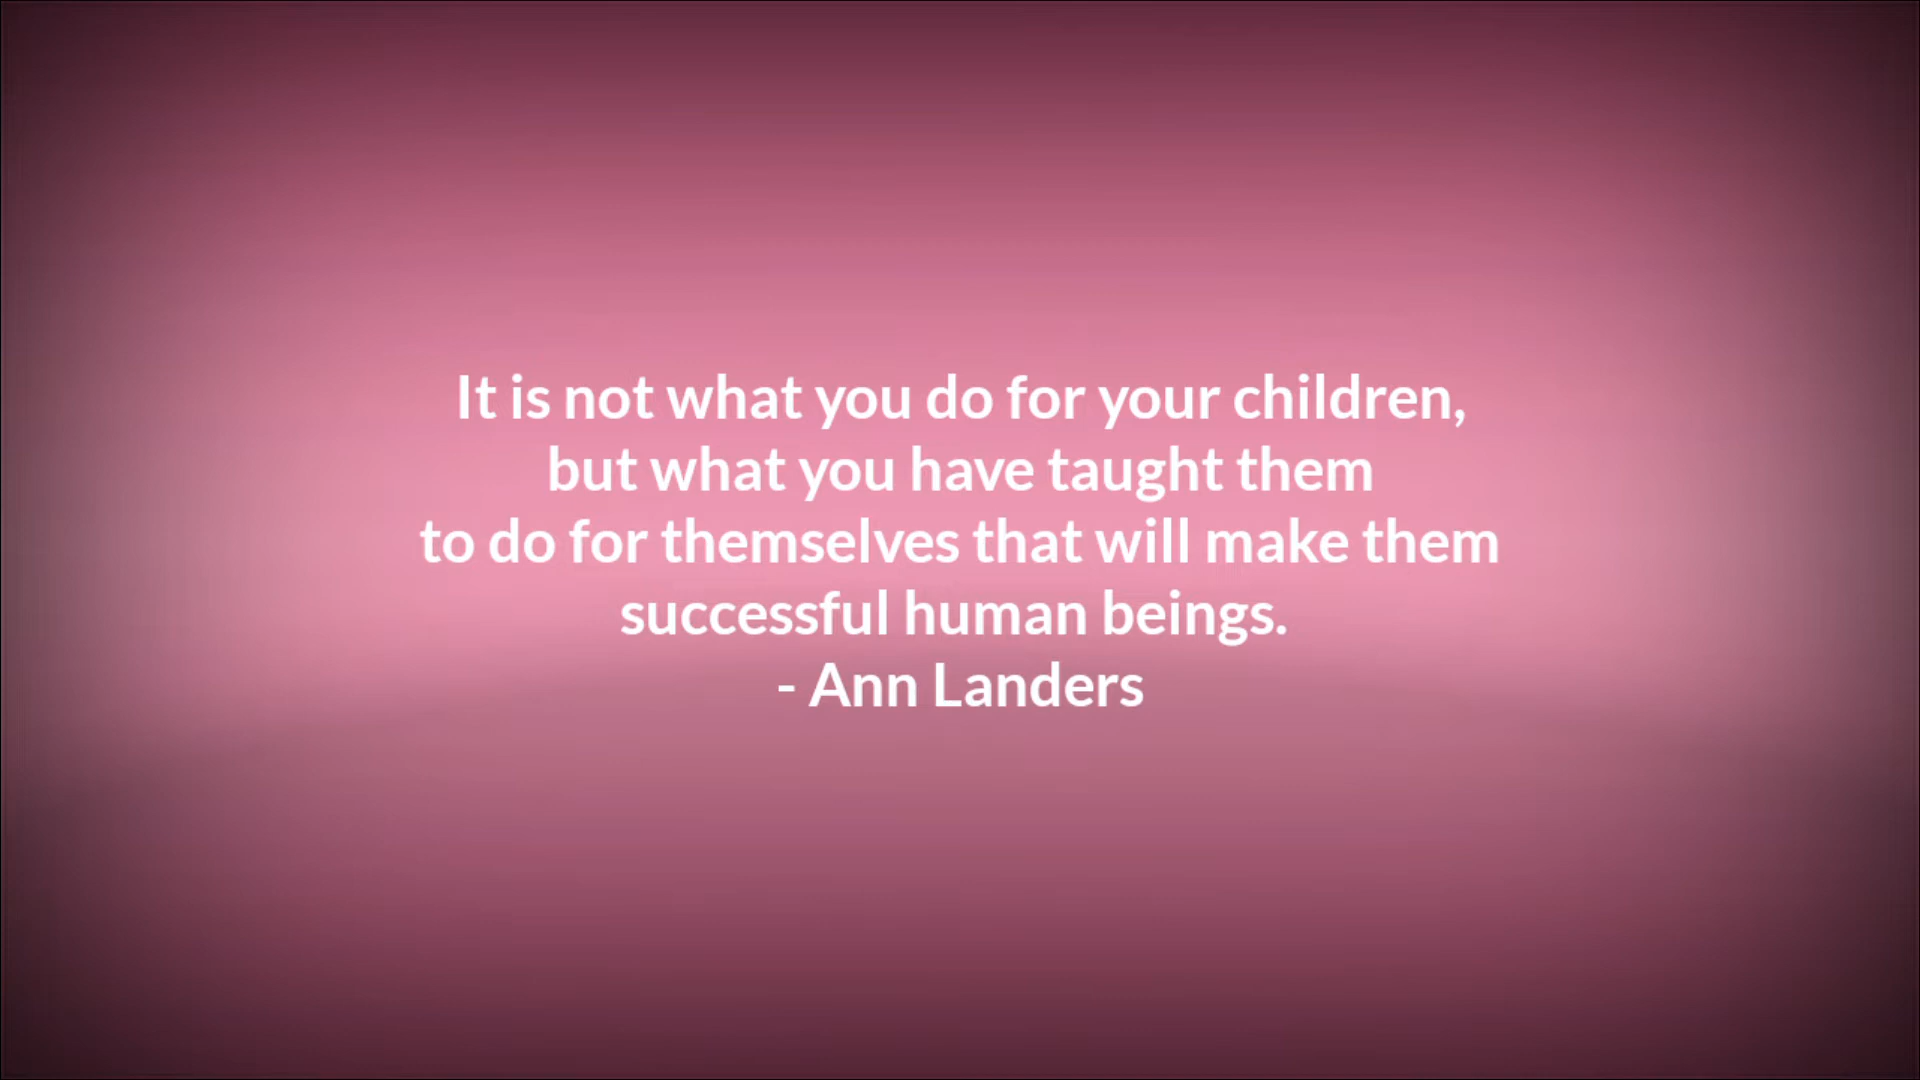 It is not what you do for your children,
but what you have taught them
to do for themselves that will make them
successful human beings.
- Ann Landers